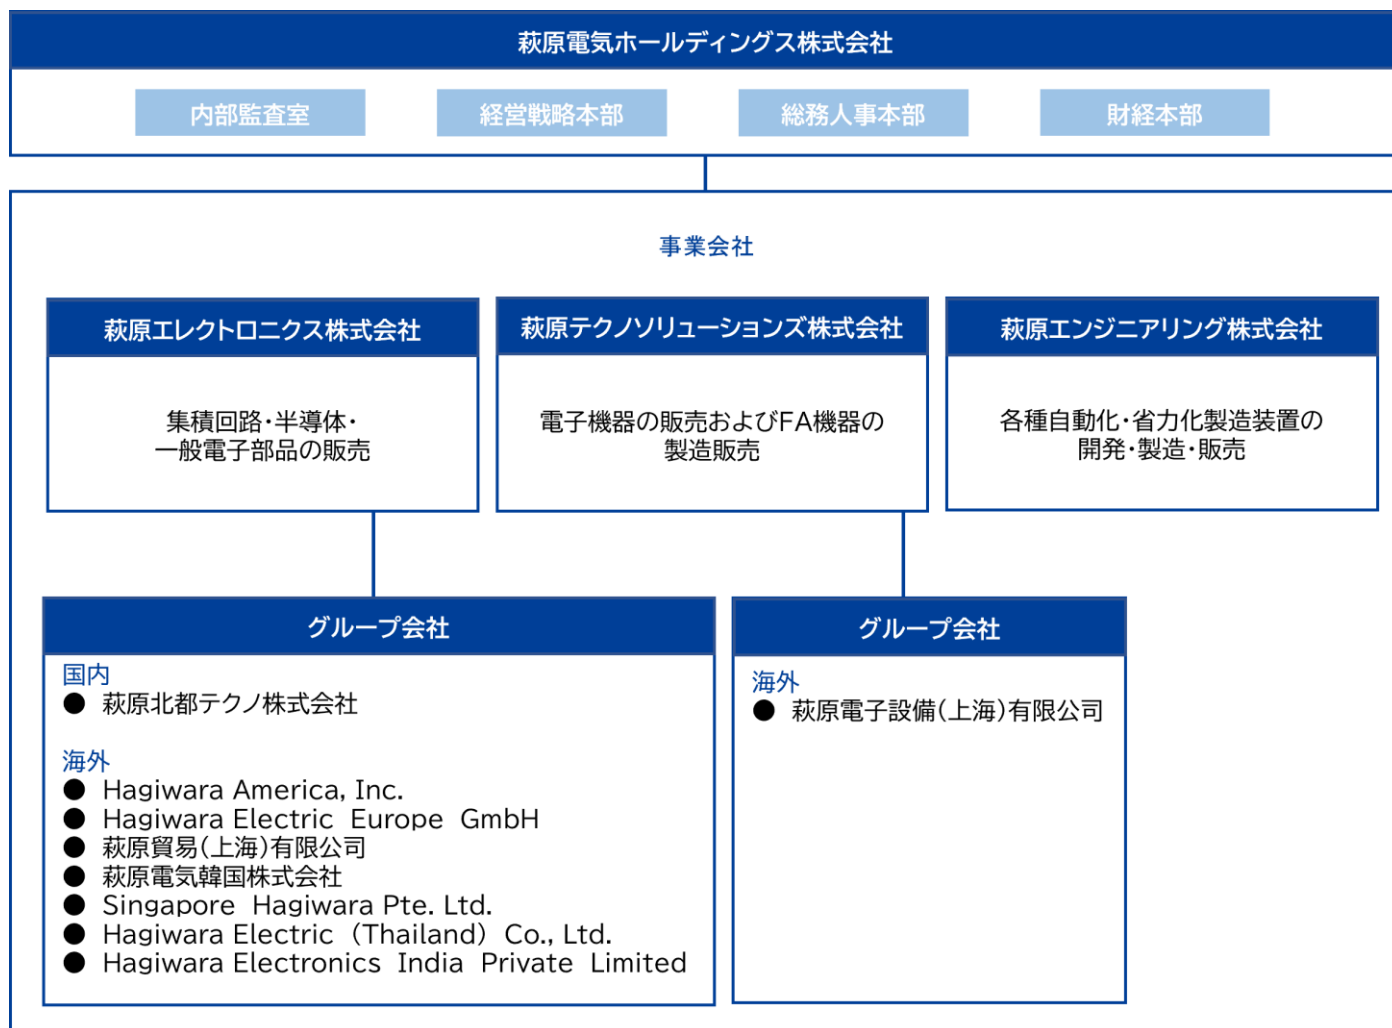 萩原電気ホールディングス株式会社
内部監査室
経営戦略本部
総務人事本部
財経本部
事業会社
萩原エレクトロニクス株式会社
集積回路・半導体・
一般電子部品の販売
萩原テクノソリューションズ株式会社
電子機器の販売およびFA機器の
製造販売
萩原エンジニアリング株式会社
各種自動化・省力化製造装置の
開発・製造・販売
グループ会社
国内
● 萩原北都テクノ株式会社
海外
● Hagiwara America, Inc.
● Hagiwara Electric Europe GmbH
● 萩原貿易(上海)有限公司
● 萩原電気韓国株式会社
● Singapore Hagiwara Pte. Ltd.
● Hagiwara Electric (Thailand) Co., Ltd.
● Hagiwara Electronics India Private Limited
グループ会社
海外
● 萩原電子設備(上海)有限公司